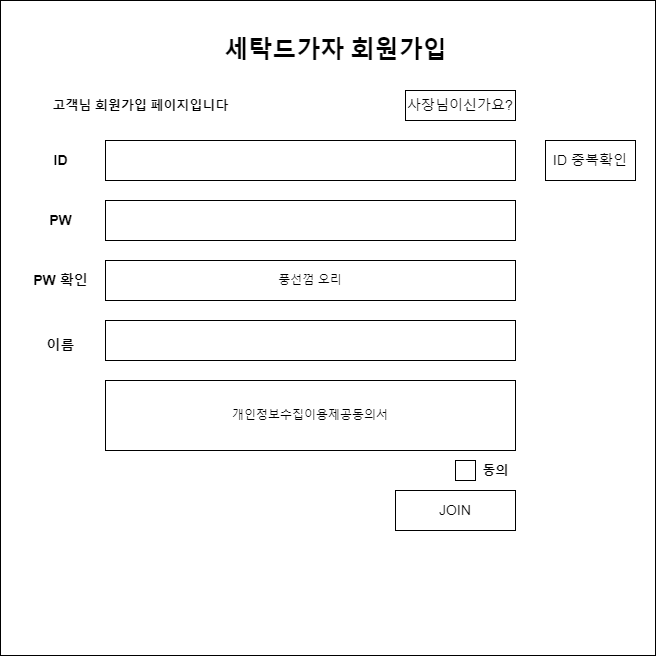 세탁드가자 회원가입
고객님 회원가입 페이지입니다
사장님이신가요?
ID
ID 중복확인
PW
PW 확인
풍선껌 오리
이름
개인정보수집이용제공동의서
동의
JOIN